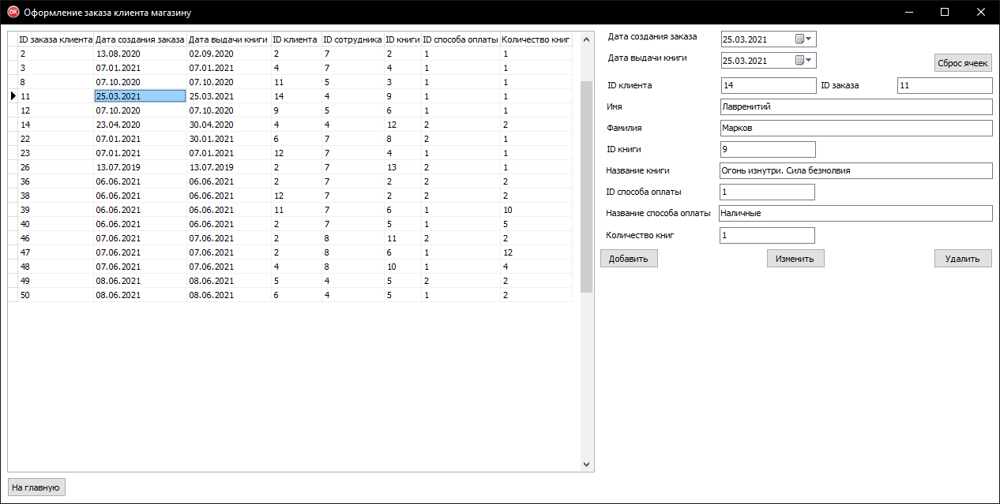 DX Оформление заказа клиента магазину
ID заказа клиента Дата создания заказа Дата выдачи книги ID клиента ID сотрудника ID книги ID способа оплаты Количество книг
2 13.08.2020 02.09.2020 2 7 2 1 1
3 07.01.2021 07.01.2021 4 7 4 1 1
8 07.10.2020 07.10.2020 11 5 3 1 1
11 25.03.2021 25.03.2021 14 4 9 1 1
12 07.10.2020 07.10.2020 9 5 6 1 1
14 23.04.2020 30.04.2020 4 4 12 2 2
22 07.01.2021 30.01.2021 6 7 8 2 1
23 07.01.2021 07.01.2021 12 7 4 1 1
26 13.07.2019 13.07.2019 2 7 13 2 1
36 06.06.2021 06.06.2021 2 7 2 2 2
38 06.06.2021 06.06.2021 12 7 2 2 2
39 06.06.2021 06.06.2021 11 7 6 1 10
40 06.06.2021 06.06.2021 2 7 5 1 5
46 07.06.2021 07.06.2021 2 8 11 2 2
47 07.06.2021 07.06.2021 2 8 6 1 12
48 07.06.2021 07.06.2021 4 8 10 1 4
49 08.06.2021 08.06.2021 5 4 5 2 2
50 08.06.2021 08.06.2021 6 4 5 1 2
Дата создания заказа 25.03.2021
Дата выдачи книги 25.03.2021 Сброс ячеек
ID клиента 14 ID заказа 11
Имя Лавренитий
Фамилия Марков
ID книги 9
Название книги Огонь изнутри. Сила безмолвия
ID способа оплаты 1
Название способа оплаты Наличные
Количество книг 1
Добавить Изменить Удалить
На главную